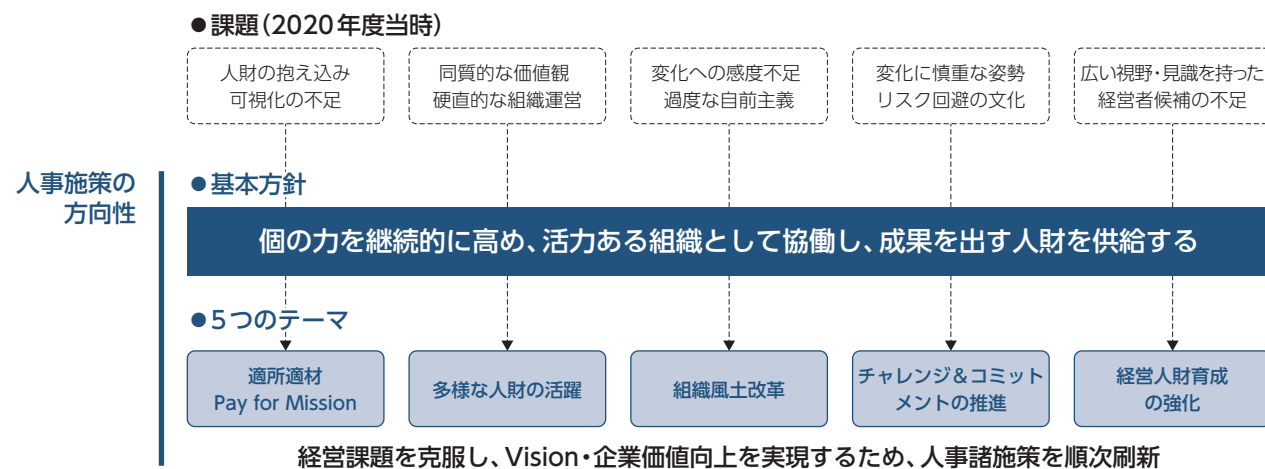 ●課題(2020年度当時)
人財の抱え込み
可視化の不足
同質的な価値観
硬直的な組織運営
変化への感度不足
過度な自前主義
変化に慎重な姿勢
リスク回避の文化
広い視野・見識を持った
経営者候補の不足
人事施策の
方向性
●基本方針
個の力を継続的に高め、活力ある組織として協働し、成果を出す人財を供給する
●5つのテーマ
適所適材
Pay for Mission
多様な人財の活躍
組織風土改革
チャレンジ&コミット
メントの推進
経営人財育成
の強化
経営課題を克服し、Vision・企業価値向上を実現するため、人事諸施策を順次刷新